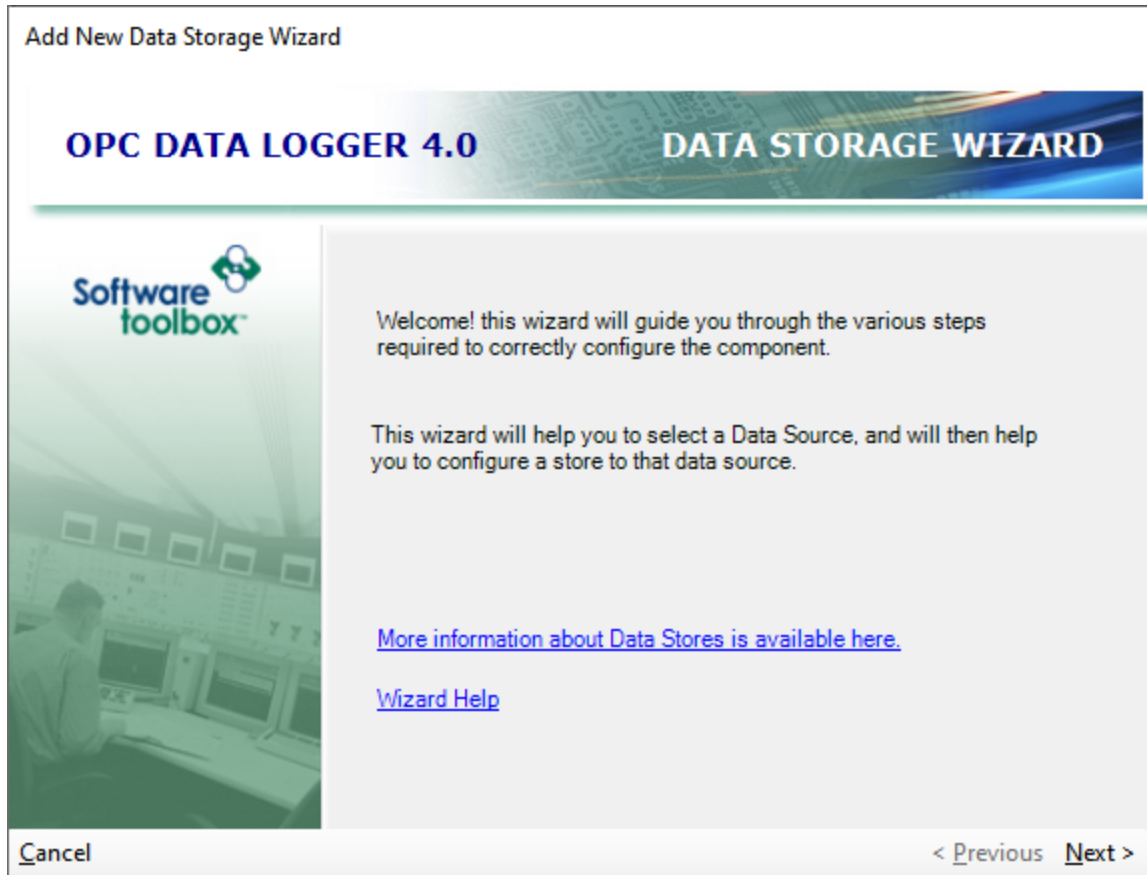 Add New Data Storage Wizard
OPC DATA LOGGER 4.0
DATA STORAGE WIZARD
Software
toolbox™
Welcome! this wizard will guide you through the various steps
required to correctly configure the component.
This wizard will help you to select a Data Source, and will then help
you to configure a store to that data source.
More information about Data Stores is available here.
Wizard Help
Cancel
< Previous Next >